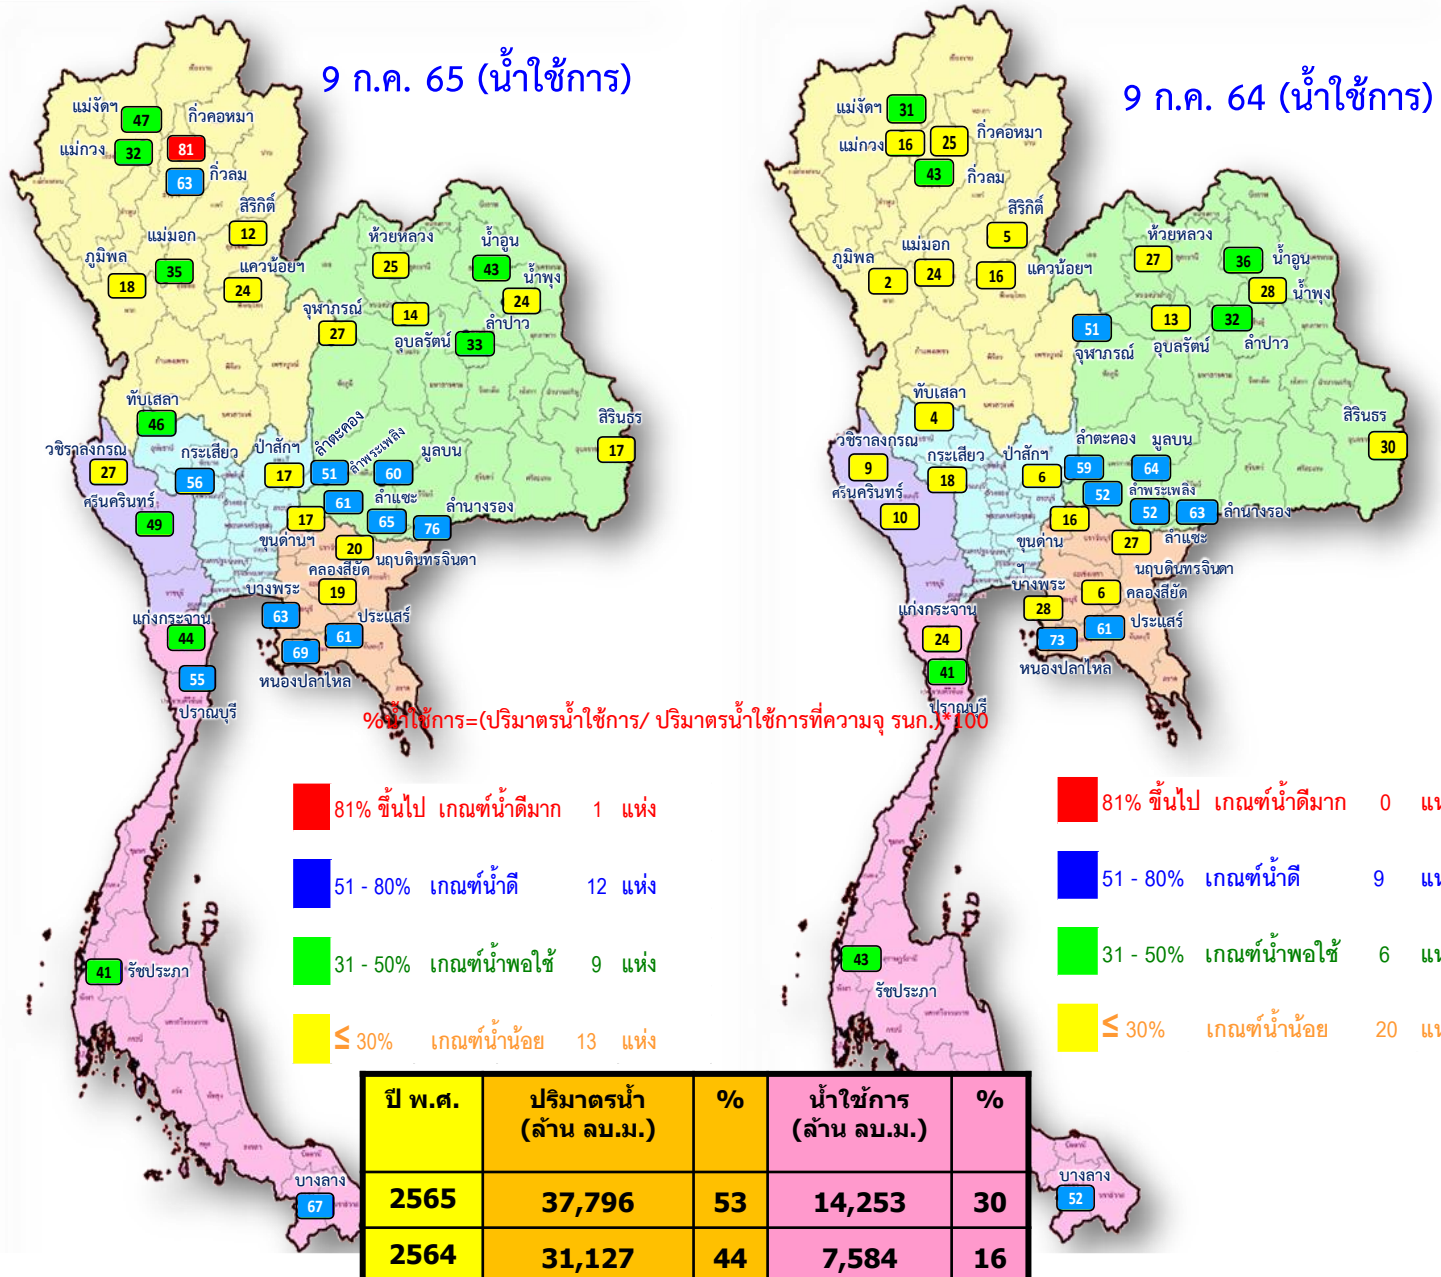 9 ก.ค. 65 (น้ำใช้การ)
แม่งัดฯ
47
กิ่วคอหมา
แม่กวง
32
81
63
กิ่วลม
สิริกิติ์
12
แม่มอก
ภูมิพล
35
18
แควน้อยฯ
24
ห้วยหลวง
25
น้ำอูน
43
น้ำพุง
24
จุฬาภรณ์
27
14
อุบลรัตน์
ลำปาว
33
ทับเสลา
46
วชิราลงกรณ
27
กระเสียว
56
ป่าสักฯ
17
ลำตะคอง
51
ลำพระเพลิง
60
มูลบน
สิรินธร
17
ศรีนครินทร์
49
61
ลำแซะ
65
ลำนางรอง
76
17
ขุนด่านฯ
20
นฤบดินทรจินดา
คลองสียัด
19
บางพระ
63
ประแสร์
61
69
หนองปลาไหล
แก่งกระจาน
44
55
ปราณบุรี
%น้ำใช้การ=(ปริมาตรน้ำใช้การ/ ปริมาตรน้ำใช้การที่ความจุ รนก.)*100
81% ขึ้นไป เกณฑ์น้ำดีมาก 1 แห่ง
51 - 80% เกณฑ์น้ำดี 12 แห่ง
31 - 50% เกณฑ์น้ำพอใช้ 9 แห่ง
≤ 30% เกณฑ์น้ำน้อย 13 แห่ง
41 รัชประภา
บางลาง
67
9 ก.ค. 64 (น้ำใช้การ)
แม่งัดฯ
31
แม่กวง
16
25
กิ่วคอหมา
43
กิ่วลม
สิริกิติ์
5
แม่มอก
ภูมิพล
24
2
16
แควน้อยฯ
ห้วยหลวง
27
36
น้ำอูน
28
น้ำพุง
51
จุฬาภรณ์
13
อุบลรัตน์
32
ลำปาว
ทับเสลา
4
วชิราลงกรณ
9
กระเสียว
18
ป่าสักฯ
6
ลำตะคอง
59
มูลบน
64
สิรินธร
30
ศรีนครินทร์
10
52
ลำพระเพลิง
52
ลำแซะ
63
ลำนางรอง
16
ขุนด่าน
ฯ
27
นฤบดินทรจินดา
6
คลองสียัด
บางพระ
28
73
61
ประแสร์
หนองปลาไหล
แก่งกระจาน
24
41
ปราณบุรี
81% ขึ้นไป เกณฑ์น้ำดีมาก 0
51 - 80% เกณฑ์น้ำดี 9
31 - 50% เกณฑ์น้ำพอใช้ 6
≤ 30% เกณฑ์น้ำน้อย 20
43
รัชประภา
บางลาง
52
ปี พ.ศ. ปริมาตรน้ำ % น้ำใช้การ %
(ล้าน ลบ.ม.) (ล้าน ลบ.ม.)
2565 37,796 53 14,253 30
2564 31,127 44 7,584 16